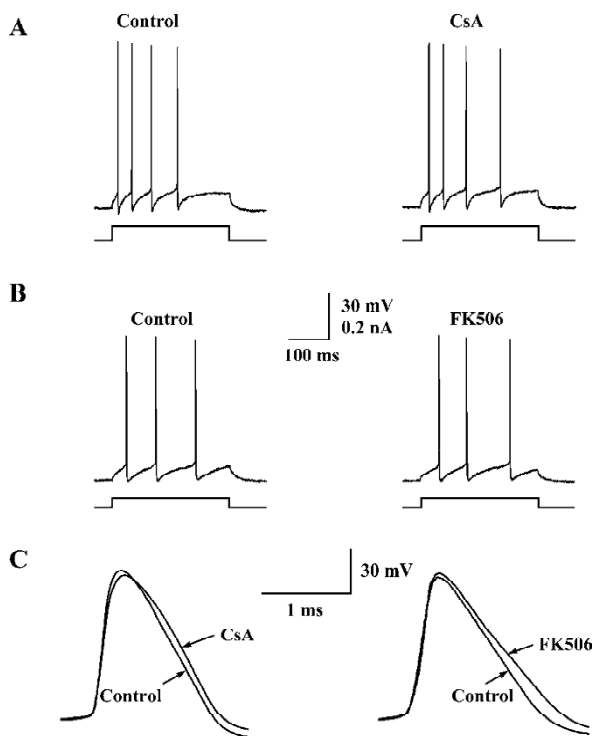 A
Control
CsA
B
Control
30 mV
0.2 nA
100 ms
FK506
C
30 mV
1 ms
CsA
Control
FK506
Control